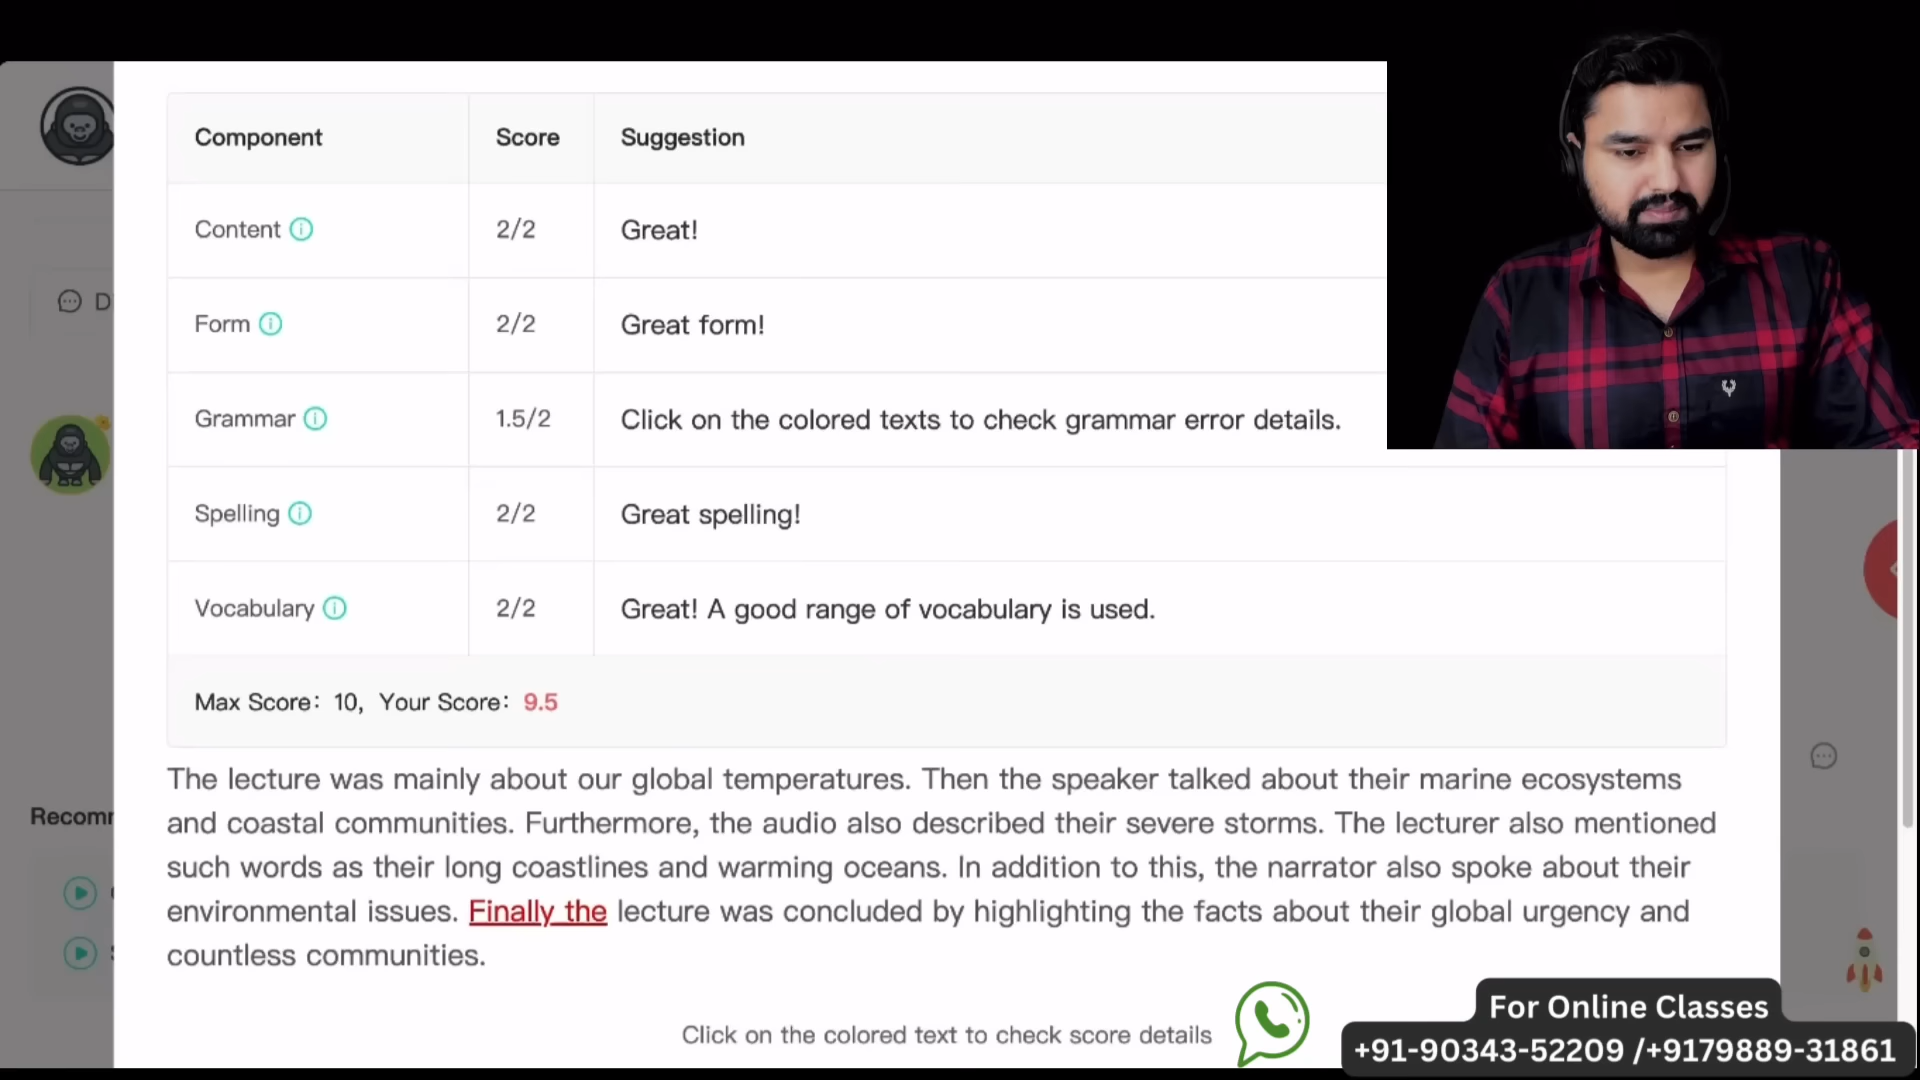 Component Score Suggestion
Content 2/2 Great!
Form 2/2 Great form!
Grammar 1.5/2 Click on the colored texts to check grammar error details.
Spelling 2/2 Great spelling!
Vocabulary 2/2 Great! A good range of vocabulary is used.
Max Score: 10, Your Score: 9.5
The lecture was mainly about our global temperatures. Then the speaker talked about their marine ecosystems
and coastal communities. Furthermore, the audio also described their severe storms. The lecturer also mentioned
such words as their long coastlines and warming oceans. In addition to this, the narrator also spoke about their
environmental issues. Finally the lecture was concluded by highlighting the facts about their global urgency and
countless communities.
Click on the colored text to check score details
For Online Classes
+91-90343-52209 /+9179889-31861